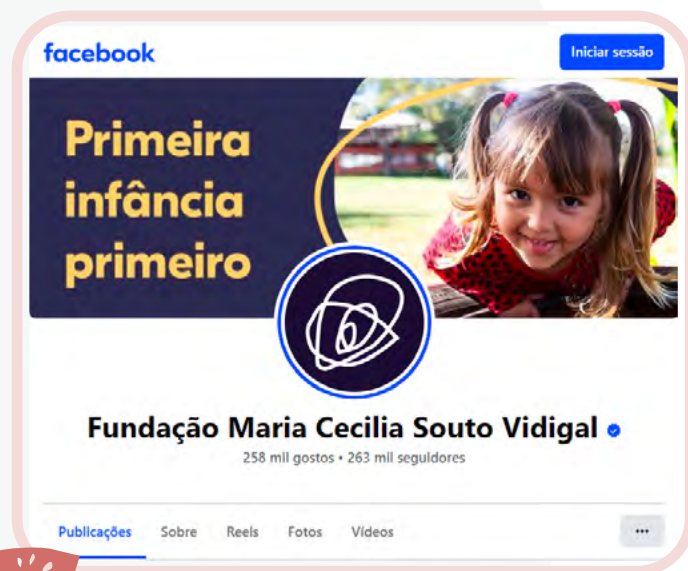 facebook
Iniciar sessão
Primeira
infância
primeiro
Fundação Maria Cecilia Souto Vidigal
258 mil gostos • 263 mil seguidores
Publicações Sobre Reels Fotos Vídeos ...